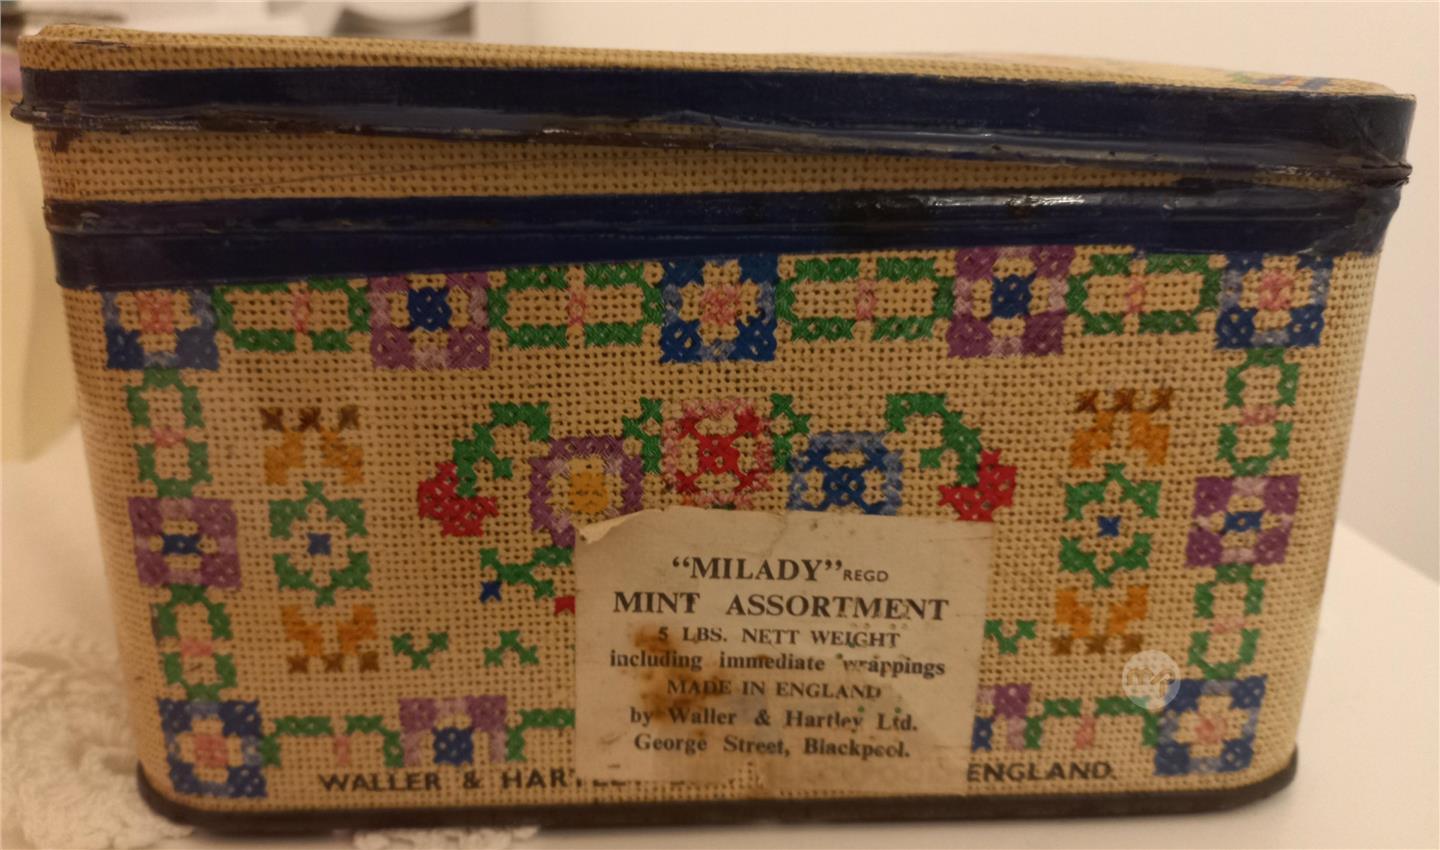 "MILADY" REGD
MINT ASSORTMENT
5 LBS. NETT WEIGHT
including immediate wrappings
MADE IN ENGLAND
by Waller & Hartley Ltd.
George Street, Blackpool.
WALLER & ENGLAND.
mf